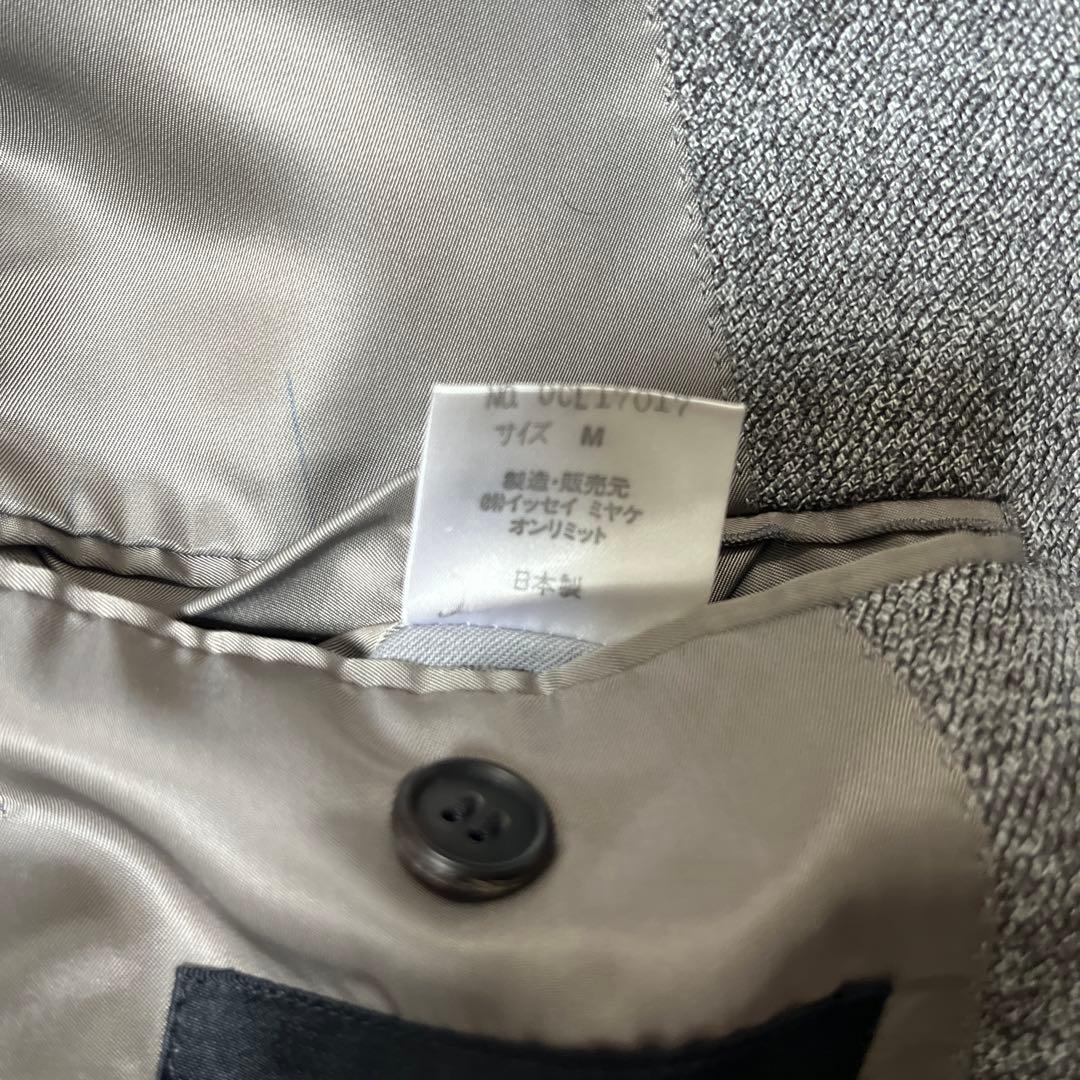 サイズ M
製造・販売元
㈱イッセイ ミヤケ
オンリミット
日本製